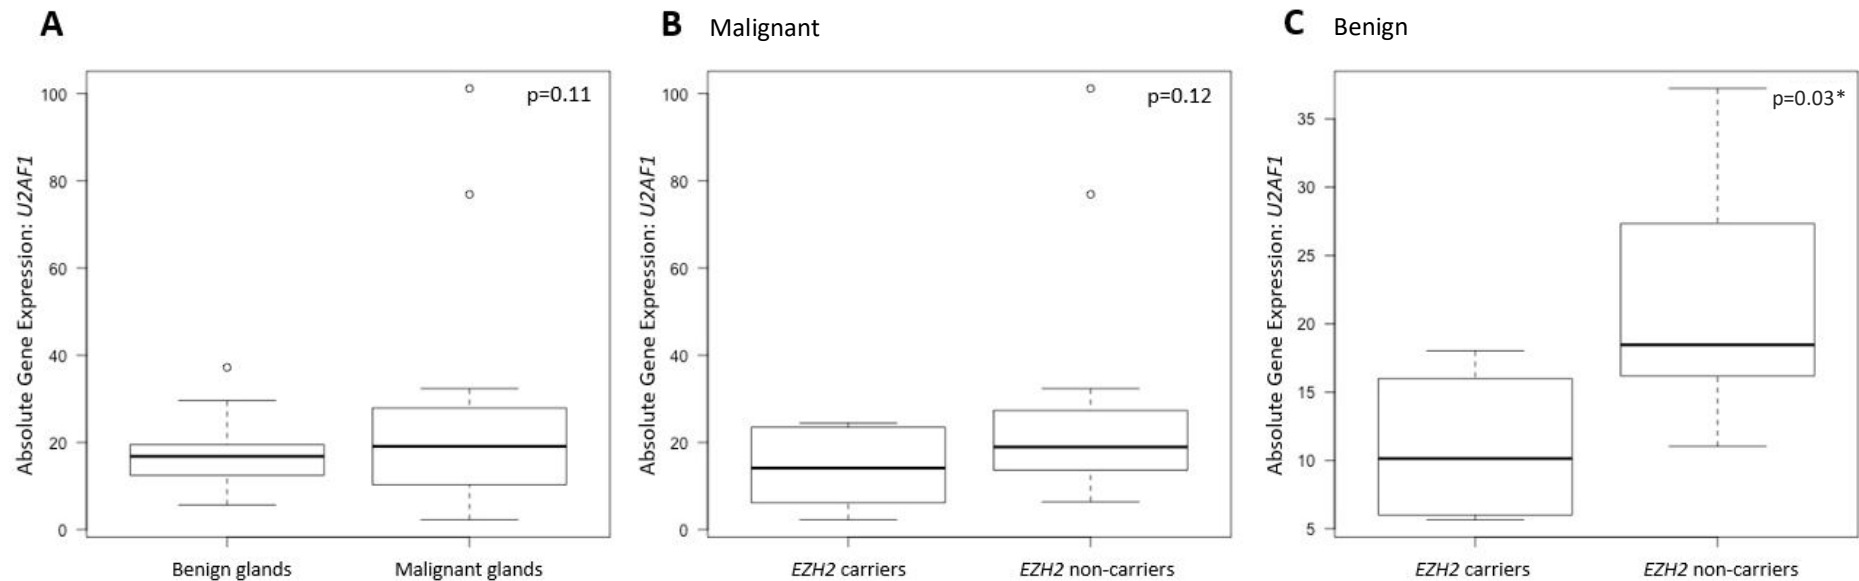 A
Absolute Gene Expression: U2AF1
100
80
60
40
20
0
p=0.11
Benign glands
Malignant glands
B Malignant
Absolute Gene Expression: U2AF1
100
80
60
40
20
0
p=0.12
EZH2 carriers
EZH2 non-carriers
C Benign
Absolute Gene Expression: U2AF1
35
30
25
20
15
10
5
p=0.03*
EZH2 carriers
EZH2 non-carriers